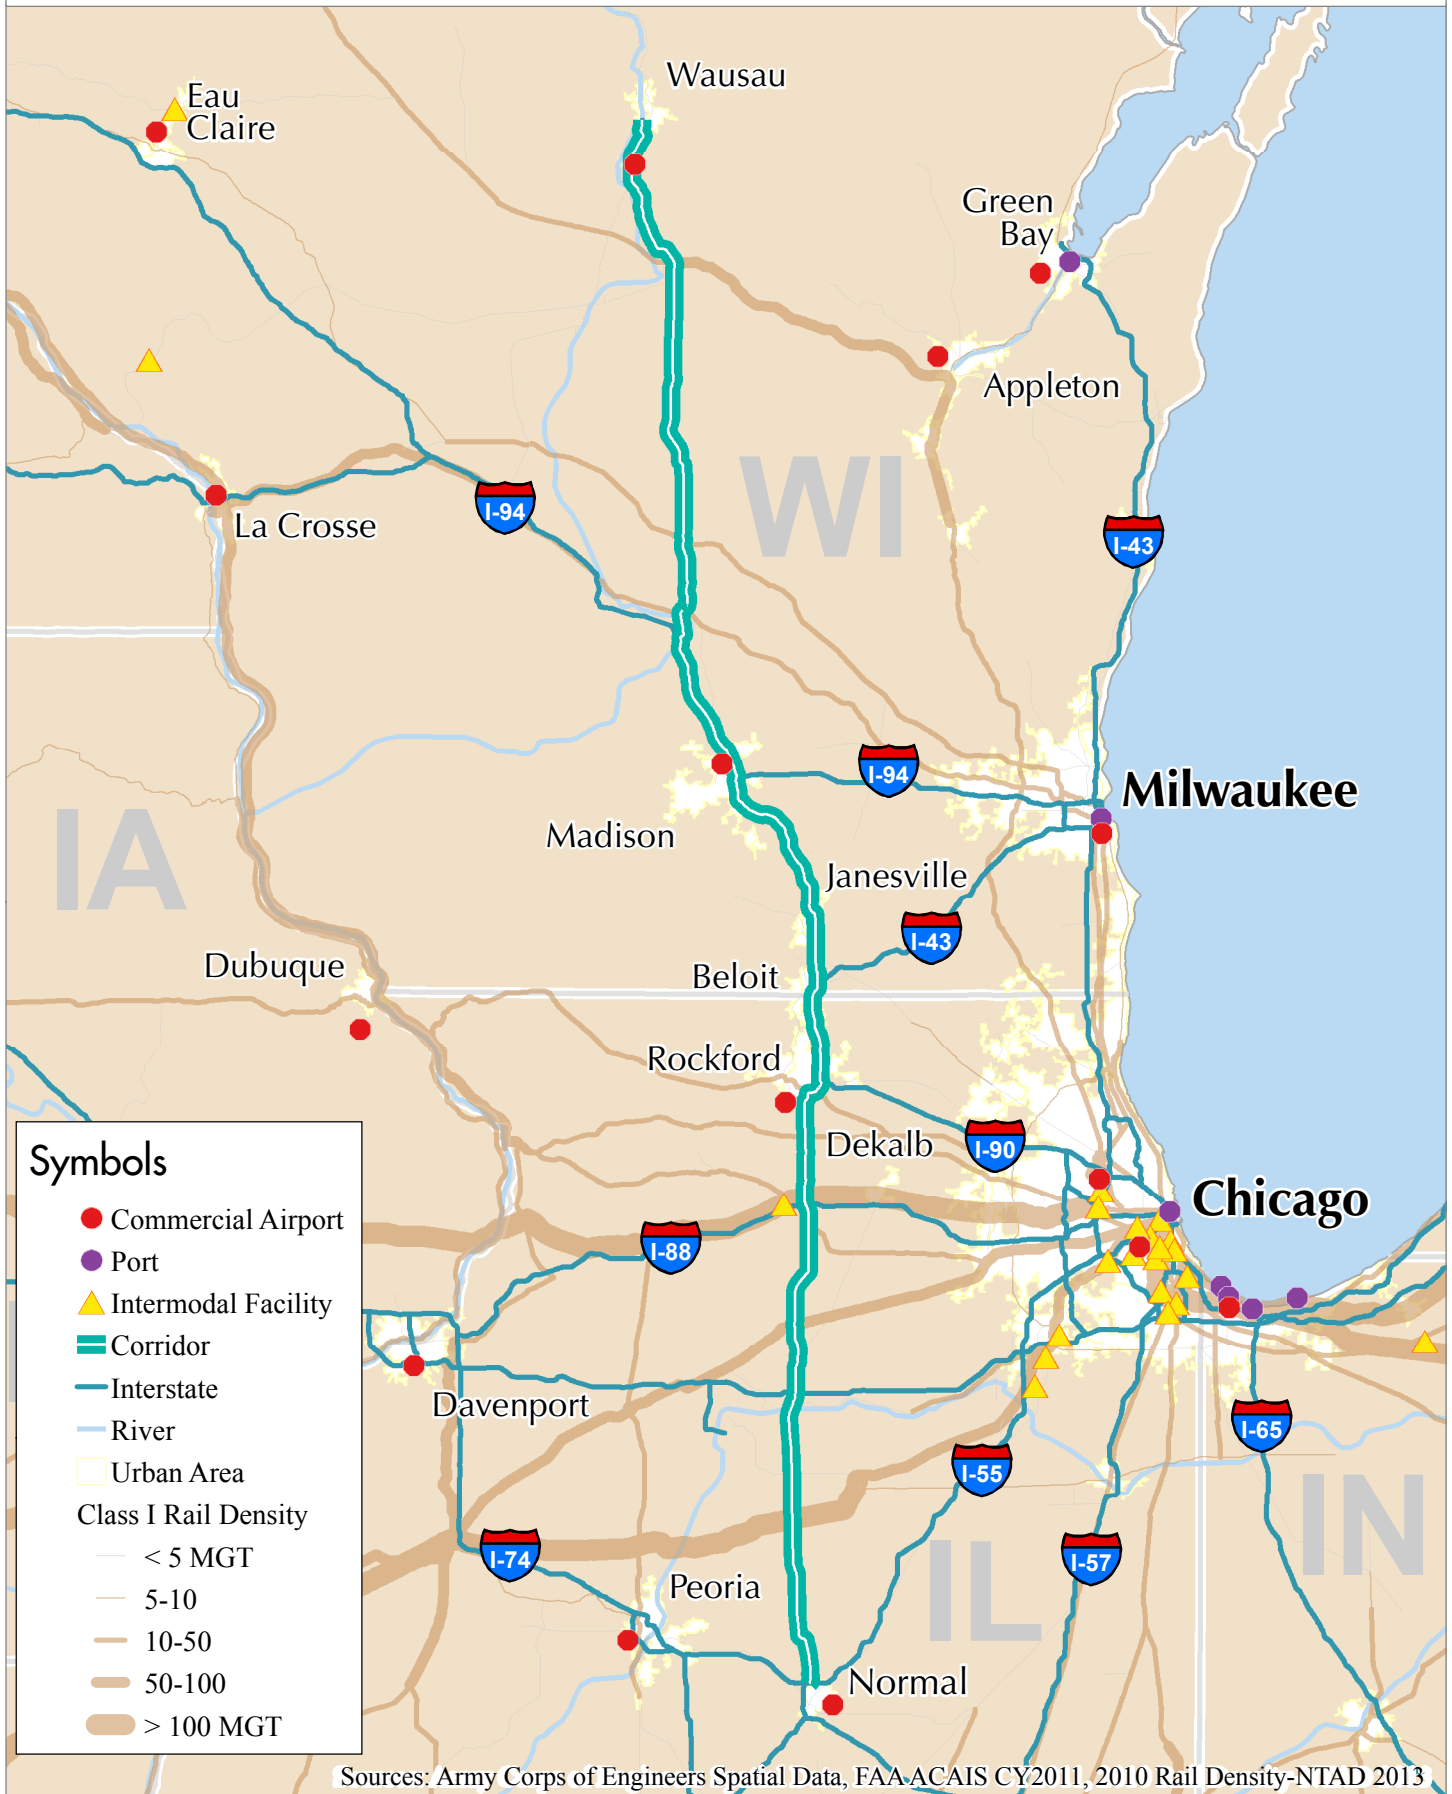 Wausau
Eau
Claire
Green
Bay
Appleton
WI
I-94
La Crosse
I-43
I-94
Milwaukee
Madison
IA
Janesville
I-43
Dubuque
Beloit
Rockford
Dekalb
I-90
Chicago
I-88
Davenport
I-65
I-55
IN
I-74
I-57
IL
Peoria
Normal
Symbols
Commercial Airport
Port
Intermodal Facility
Corridor
Interstate
River
Urban Area
Class I Rail Density
< 5 MGT
5-10
10-50
50-100
> 100 MGT
Sources: Army Corps of Engineers Spatial Data, FAA ACAIS CY2011, 2010 Rail Density-NTAD 2013